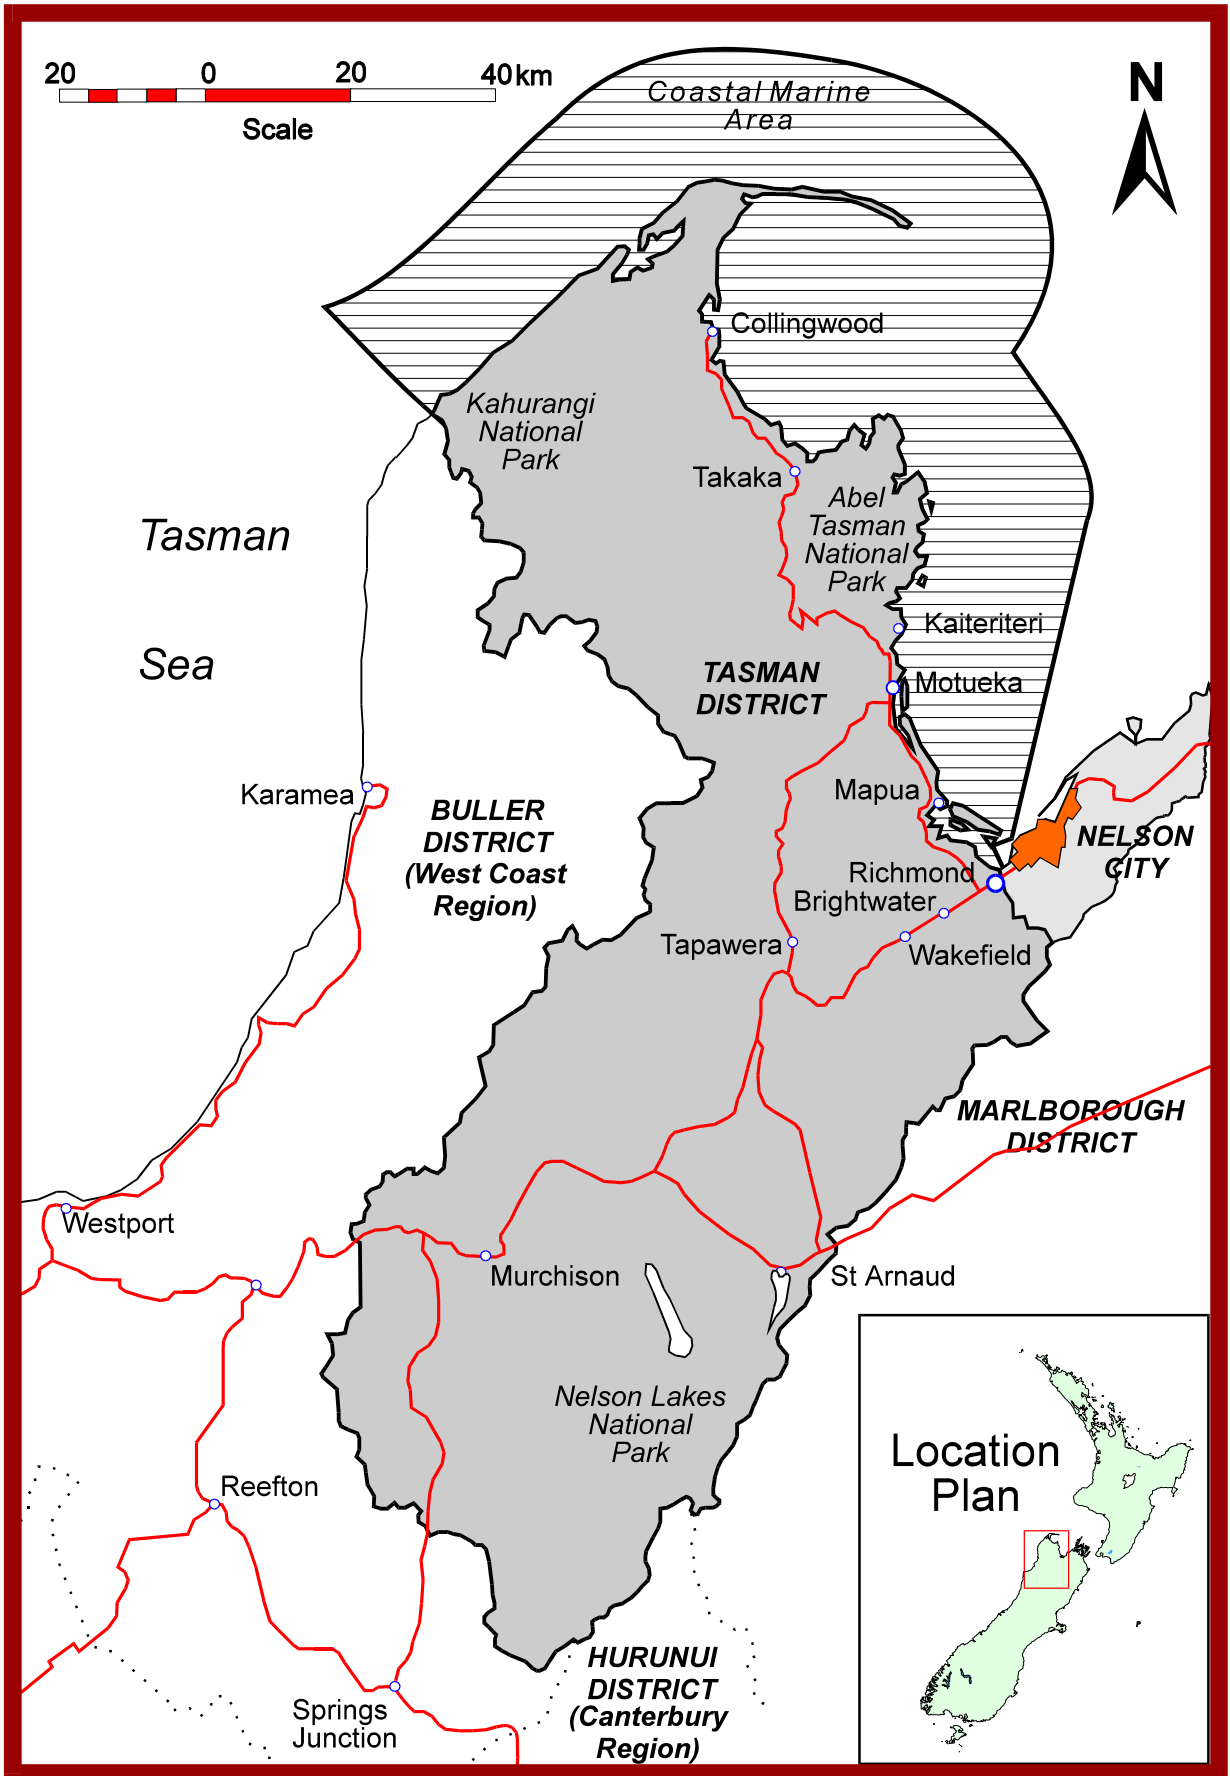 20 0 20 40 km
Scale
N
Coastal Marine
Area
Collingwood
Kahurangi
National
Park
Takaka
Abel
Tasman
National
Park
Tasman
Sea
Kaiteriteri
TASMAN
DISTRICT
Motueka
Karamea
Mapua
BULLER
DISTRICT
(West Coast
Region)
NELSON
CITY
Richmond
Brightwater
Tapawera
Wakefield
MARLBOROUGH
DISTRICT
Westport
Murchison
St Arnaud
Nelson Lakes
National
Park
Reefton
Location
Plan
HURUNUI
DISTRICT
(Canterbury
Region)
Springs
Junction